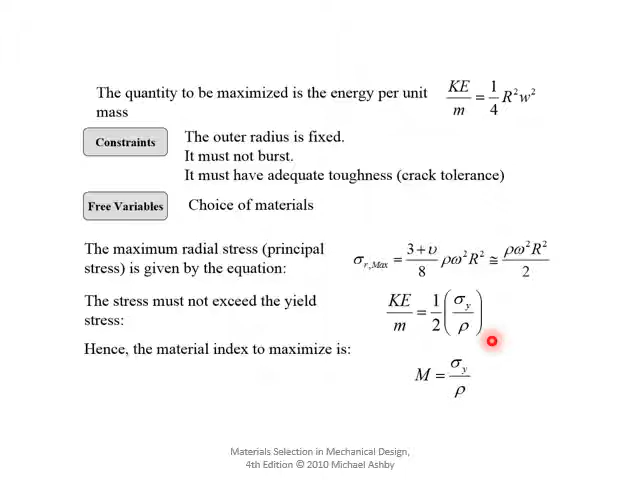 The quantity to be maximized is the energy per unit mass
KE/m = 1/4 R²w²
Constraints
The outer radius is fixed.
It must not burst.
It must have adequate toughness (crack tolerance)
Free Variables
Choice of materials
The maximum radial stress (principal
stress) is given by the equation:
σr,Max = 3+υ/8 ρω²R² ≅ ρω²R²/2
The stress must not exceed the yield
stress:
KE/m = 1/2 (σy/ρ)
Hence, the material index to maximize is:
M = σy/ρ
Materials Selection in Mechanical Design,
4th Edition © 2010 Michael Ashby